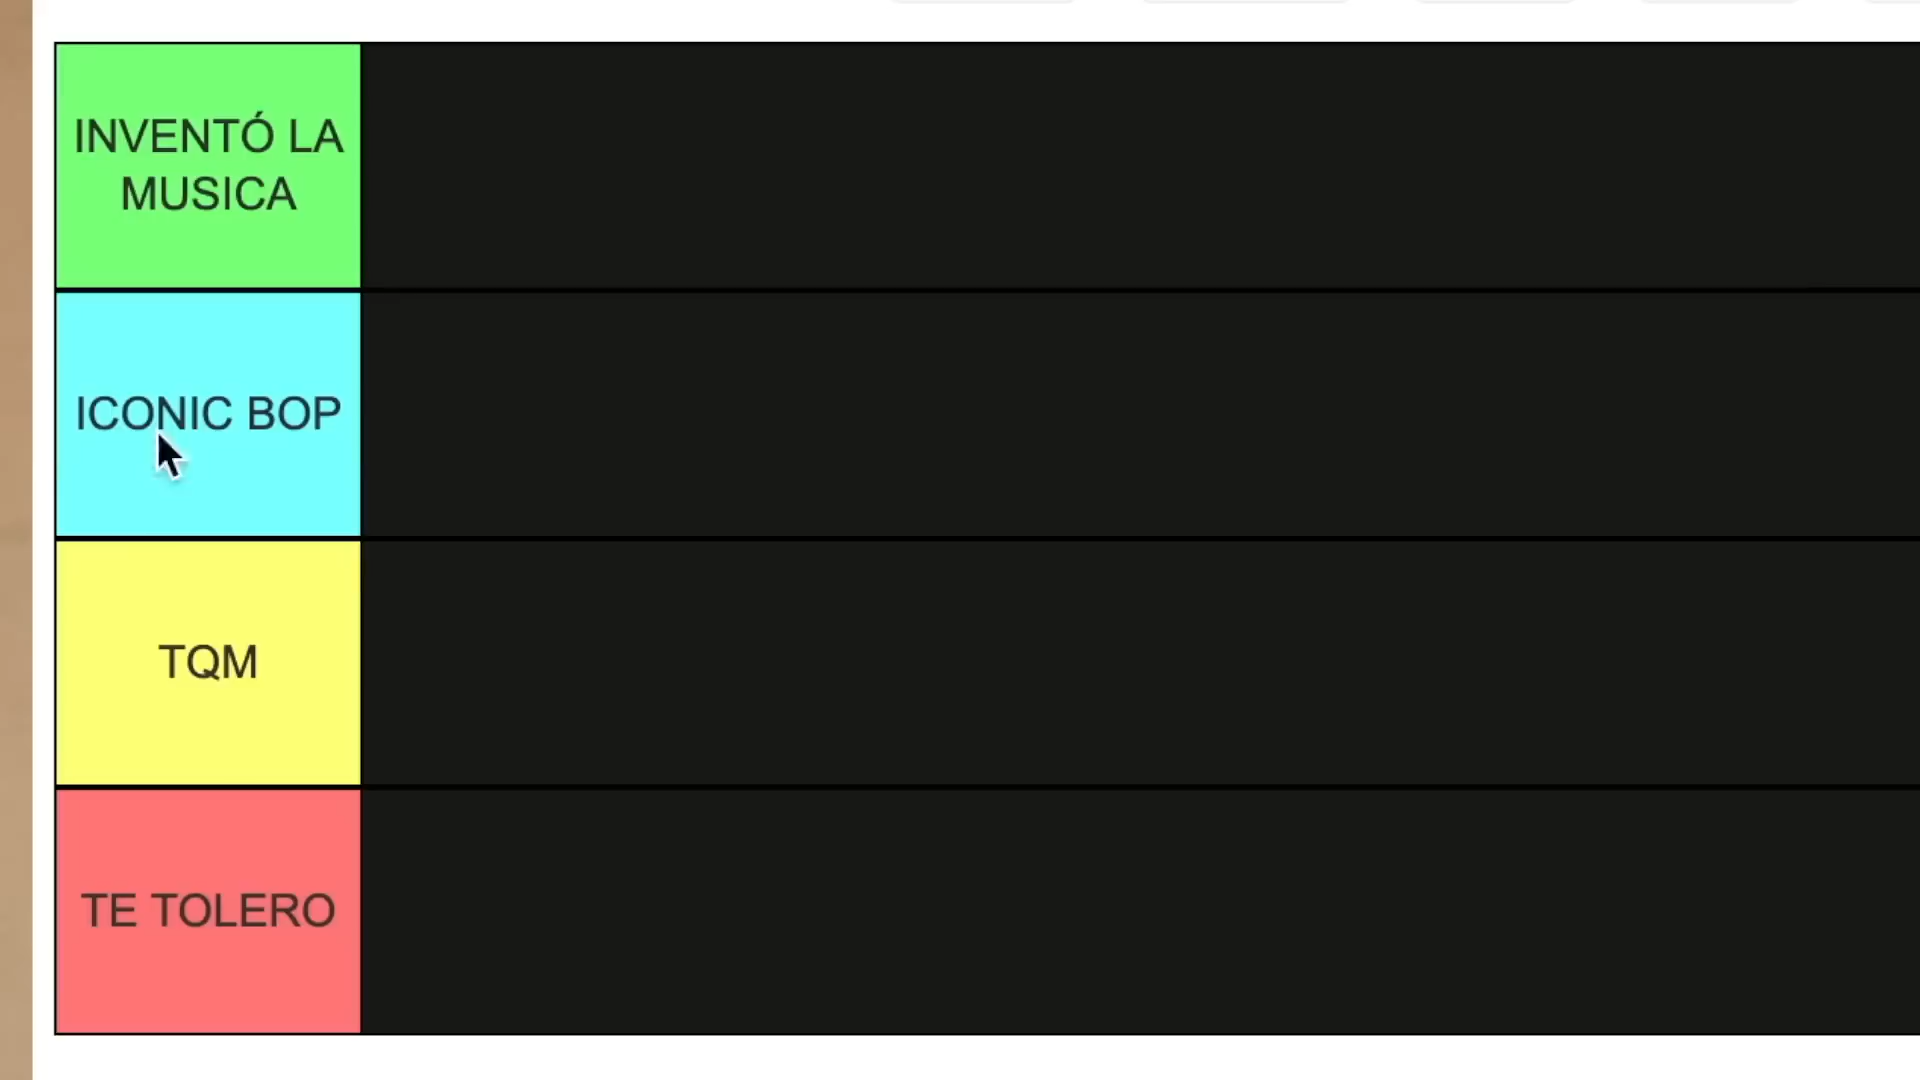 INVENTÓ LA
MUSICA
ICONIC BOP
TQM
TE TOLERO